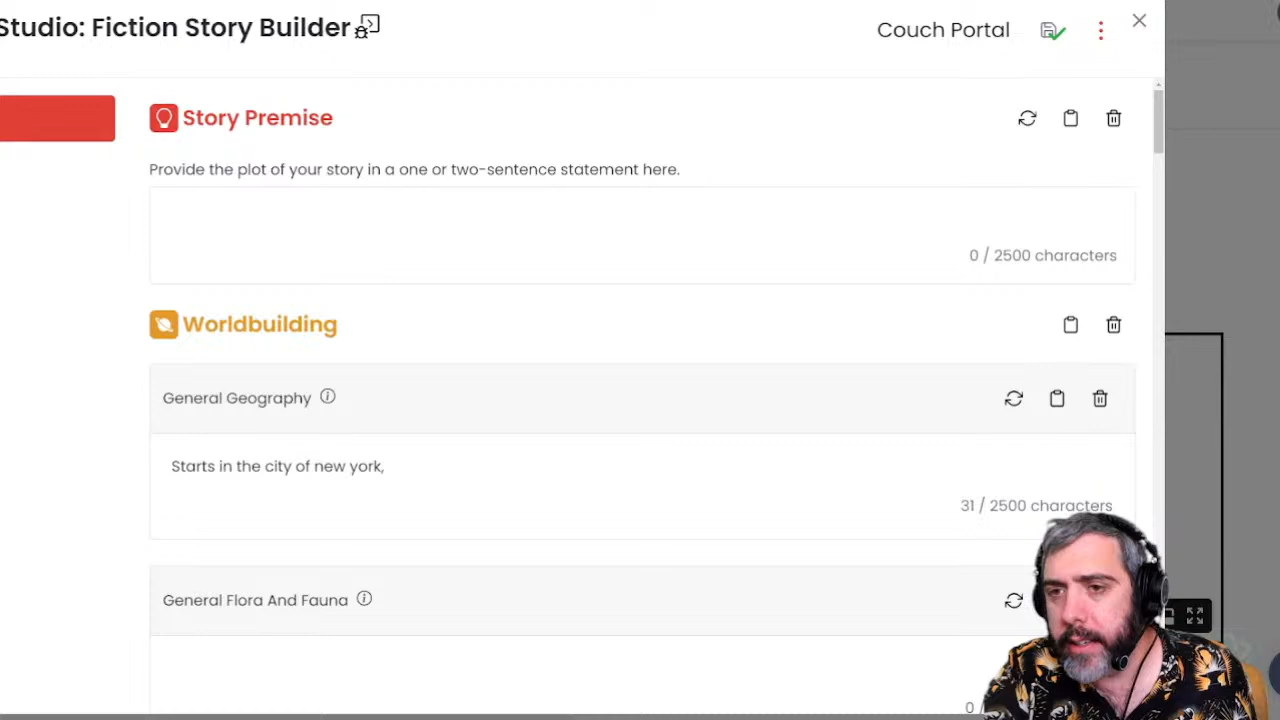 Studio: Fiction Story Builder
Couch Portal
Story Premise
Provide the plot of your story in a one or two-sentence statement here.
0 / 2500 characters
Worldbuilding
General Geography
Starts in the city of new york,
31 / 2500 characters
General Flora And Fauna
0 /